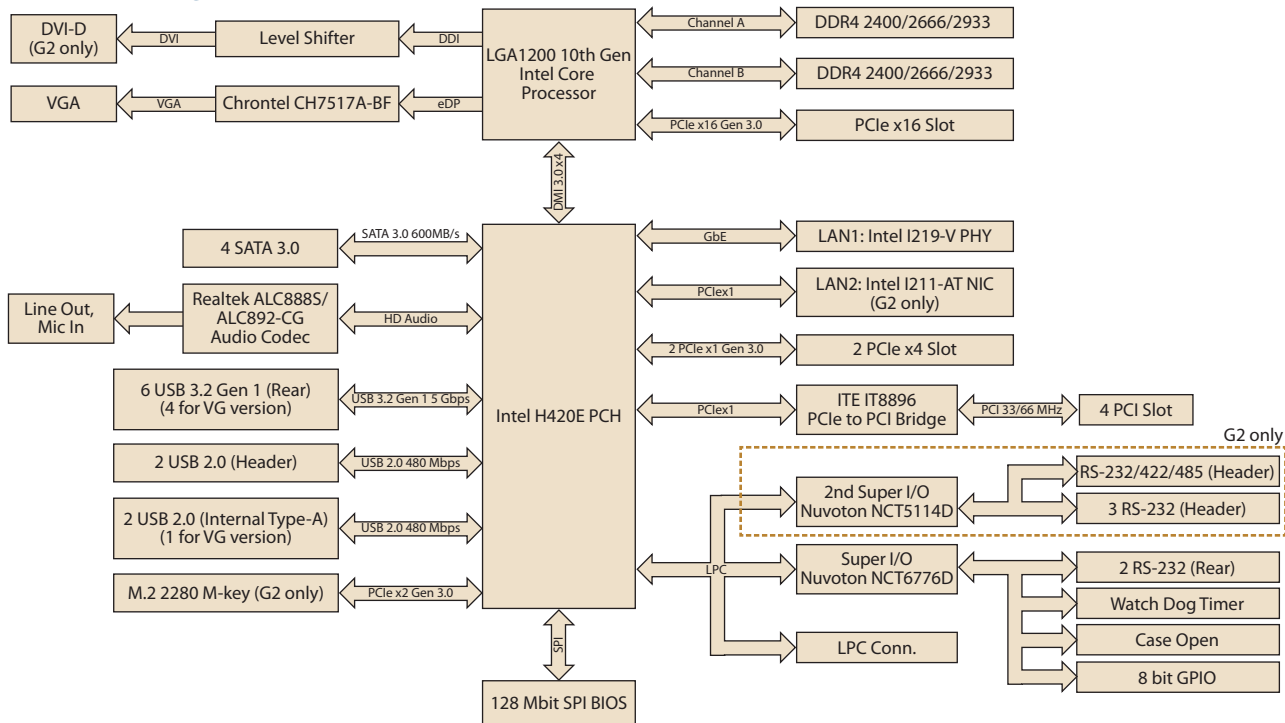 DVI-D
(G2 only)
DVI
Level Shifter
DDI
LGA1200 10th Gen
Intel Core
Processor
Channel A
DDR4 2400/2666/2933
Channel B
DDR4 2400/2666/2933
VGA
VGA
Chrontel CH7517A-BF
eDP
PCIe x16 Gen 3.0
PCIe x16 Slot
DMI 3.0 x4
4 SATA 3.0
SATA 3.0 600MB/s
Line Out,
Mic In
Realtek ALC888S/
ALC892-CG
Audio Codec
HD Audio
6 USB 3.2 Gen 1 (Rear)
(4 for VG version)
USB 3.2 Gen 1 5 Gbps
2 USB 2.0 (Header)
USB 2.0 480 Mbps
2 USB 2.0 (Internal Type-A)
(1 for VG version)
USB 2.0 480 Mbps
M.2 2280 M-key (G2 only)
PCIe x2 Gen 3.0
Intel H420E PCH
GbE
LAN1: Intel I219-V PHY
PCIex1
LAN2: Intel I211-AT NIC
(G2 only)
2 PCIe x1 Gen 3.0
2 PCIe x4 Slot
PCIex1
ITE IT8896
PCIe to PCI Bridge
PCI 33/66 MHz
4 PCI Slot
G2 only
2nd Super I/O
Nuvoton NCT5114D
RS-232/422/485 (Header)
3 RS-232 (Header)
LPC
Super I/O
Nuvoton NCT6776D
2 RS-232 (Rear)
Watch Dog Timer
Case Open
8 bit GPIO
LPC Conn.
SPI
128 Mbit SPI BIOS